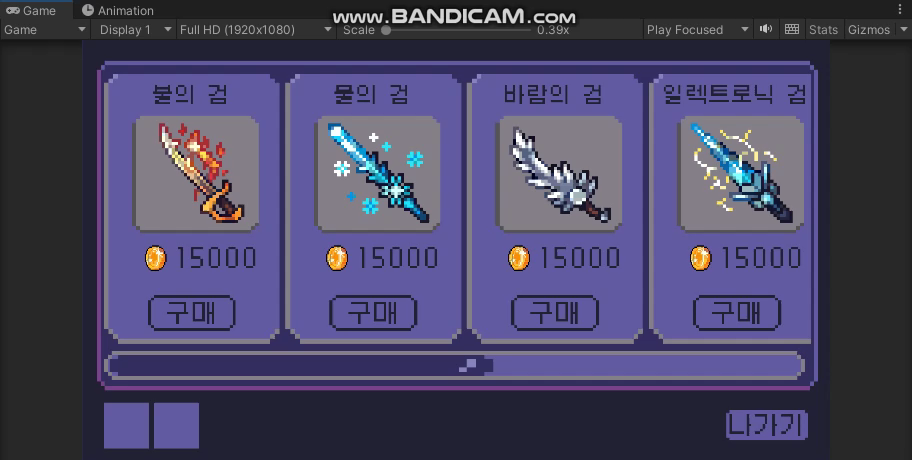 Game
Animation
www.BANDICAM.com
Game
Display 1
Full HD (1920x1080)
Scale
0.39x
Play Focused
Stats
Gizmos
불의 검
물의 검
바람의 검
일렉트로닉 검
15000
15000
15000
15000
구매
구매
구매
구매
나가기